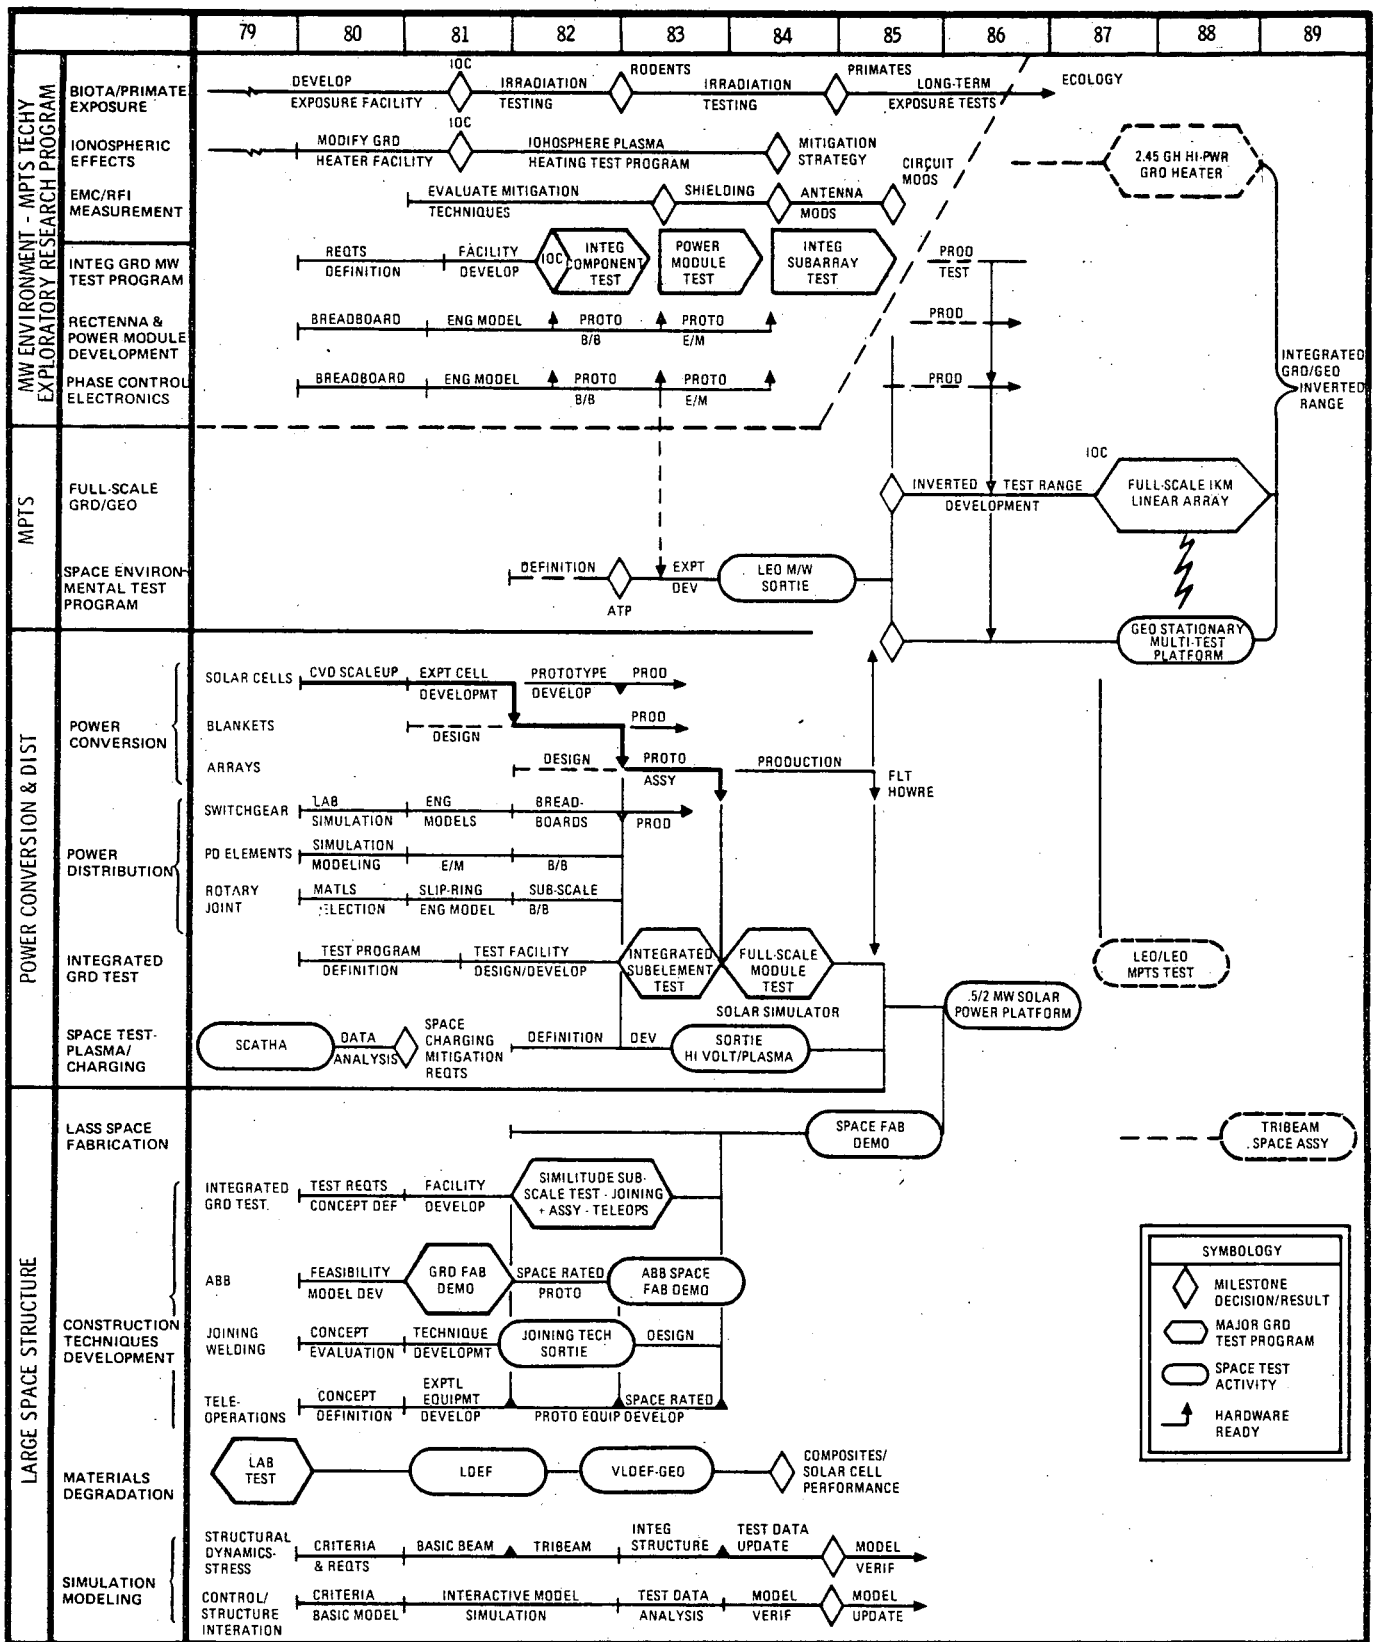 79 80 81 82 83 84 85 86 87 88 89
MW ENVIRONMENT - MPTS TECHY
EXPLORATORY RESEARCH PROGRAM
BIOTA/PRIMATE
EXPOSURE
DEVELOP
EXPOSURE FACILITY
IOC
IRRADIATION
TESTING
RODENTS
IRRADIATION
TESTING
PRIMATES
LONG-TERM
EXPOSURE TESTS
ECOLOGY
IONOSPHERIC
EFFECTS
MODIFY GRD
HEATER FACILITY
IOC
IOHOSPHERE PLASMA
HEATING TEST PROGRAM
MITIGATION
STRATEGY
CIRCUIT
MODS
2.45 GH HI-PWR
GRD HEATER
EMC/RFI
MEASUREMENT
EVALUATE MITIGATION
TECHNIQUES
SHIELDING
ANTENNA
MODS
INTEG GRD MW
TEST PROGRAM
REQTS
DEFINITION
FACILITY
DEVELOP
IOC
INTEG
COMPONENT
TEST
POWER
MODULE
TEST
INTEG
SUBARRAY
TEST
PROD
TEST
RECTENNA &
POWER MODULE
DEVELOPMENT
BREADBOARD
ENG MODEL
PROTO
B/B
PROTO
E/M
PROD
PHASE CONTROL
ELECTRONICS
BREADBOARD
ENG MODEL
PROTO
B/B
PROTO
E/M
PROD
INTEGRATED
GRD/GEO
INVERTED
RANGE
MPTS
FULL-SCALE
GRD/GEO
INVERTED TEST RANGE
DEVELOPMENT
IOC
FULL-SCALE 1KM
LINEAR ARRAY
SPACE ENVIRON-
MENTAL TEST
PROGRAM
DEFINITION
ATP
EXPT
DEV
LEO M/W
SORTIE
GEO STATIONARY
MULTI-TEST
PLATFORM
POWER CONVERSION & DIST
POWER
CONVERSION
SOLAR CELLS
CVD SCALEUP
EXPT CELL
DEVELOPMT
PROTOTYPE
DEVELOP
PROD
BLANKETS
DESIGN
PROD
ARRAYS
DESIGN
PROTO
ASSY
PRODUCTION
FLT
HDWRE
POWER
DISTRIBUTION
SWITCHGEAR
LAB
SIMULATION
ENG
MODELS
BREAD-
BOARDS
PROD
PD ELEMENTS
SIMULATION
MODELING
E/M
B/B
ROTARY
JOINT
MATLS
ELECTION
SLIP-RING
ENG MODEL
SUB-SCALE
B/B
INTEGRATED
GRD TEST
TEST PROGRAM
DEFINITION
TEST FACILITY
DESIGN/DEVELOP
INTEGRATED
SUBELEMENT
TEST
FULL-SCALE
MODULE
TEST
SOLAR SIMULATOR
LEO/LEO
MPTS TEST
.5/2 MW SOLAR
POWER PLATFORM
SPACE TEST-
PLASMA/
CHARGING
SCATHA
DATA
ANALYSIS
SPACE
CHARGING
MITIGATION
REQTS
DEFINITION
DEV
SORTIE
HI VOLT/PLASMA
LARGE SPACE STRUCTURE
LASS SPACE
FABRICATION
SPACE FAB
DEMO
TRIBEAM
SPACE ASSY
CONSTRUCTION
TECHNIQUES
DEVELOPMENT
INTEGRATED
GRD TEST.
TEST REQTS
CONCEPT DEF
FACILITY
DEVELOP
SIMILITUDE SUB-
SCALE TEST - JOINING
+ ASSY - TELEOPS
ABB
FEASIBILITY
MODEL DEV
GRD FAB
DEMO
SPACE RATED
PROTO
ABB SPACE
FAB DEMO
JOINING
WELDING
CONCEPT
EVALUATION
TECHNIQUE
DEVELOPMT
JOINING TECH
SORTIE
DESIGN
TELE-
OPERATIONS
CONCEPT
DEFINITION
EXPTL
EQUIPMT
DEVELOP
PROTO EQUIP DEVELOP
SPACE RATED
MATERIALS
DEGRADATION
LAB
TEST
LDEF
VLDEF-GEO
COMPOSITES/
SOLAR CELL
PERFORMANCE
SIMULATION
MODELING
STRUCTURAL
DYNAMICS-
STRESS
CRITERIA
& REQTS
BASIC BEAM
TRIBEAM
INTEG
STRUCTURE
TEST DATA
UPDATE
MODEL
VERIF
CONTROL/
STRUCTURE
INTERATION
CRITERIA
BASIC MODEL
INTERACTIVE MODEL
SIMULATION
TEST DATA
ANALYSIS
MODEL
VERIF
MODEL
UPDATE
SYMBOLOGY
MILESTONE
DECISION/RESULT
MAJOR GRD
TEST PROGRAM
SPACE TEST
ACTIVITY
HARDWARE
READY